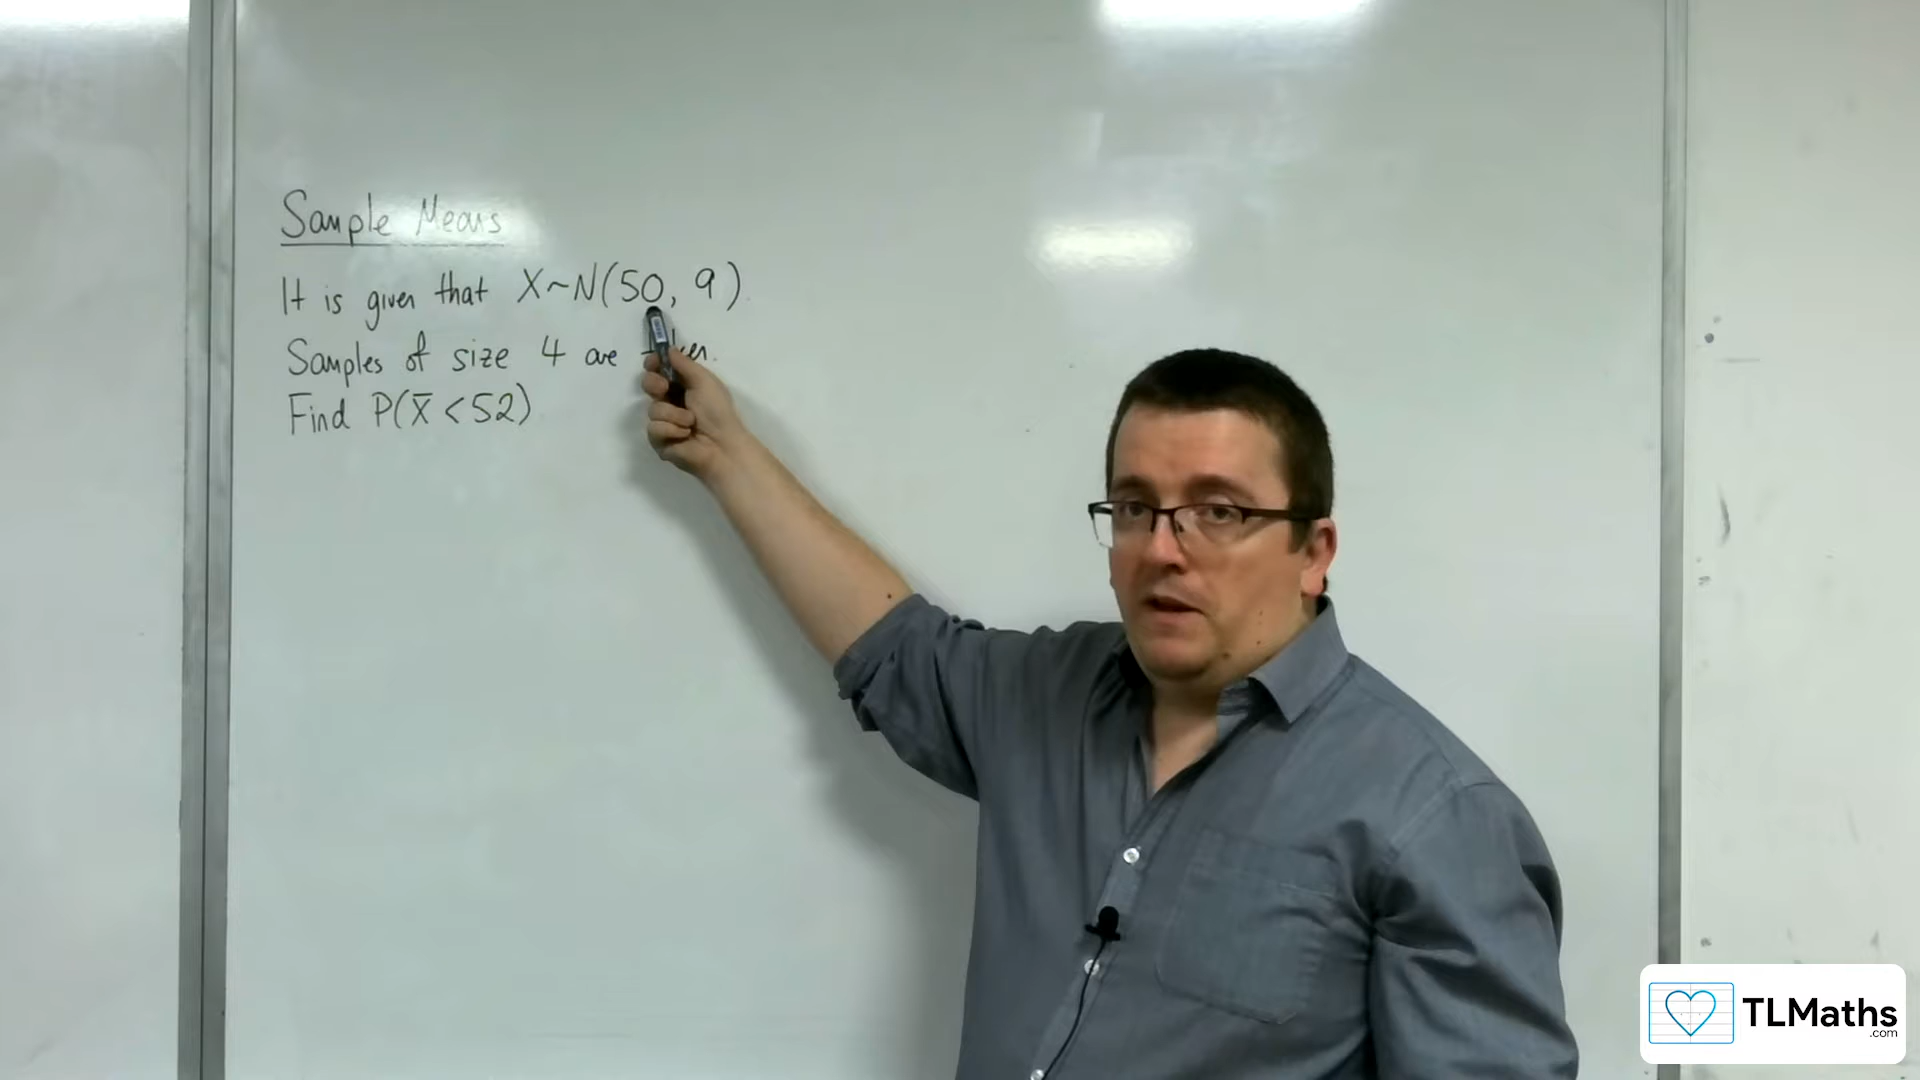 Sample Means
It is given that X~N(50, 9)
Samples of size 4 are
Find P(X̄ < 52)
TLMaths
.com